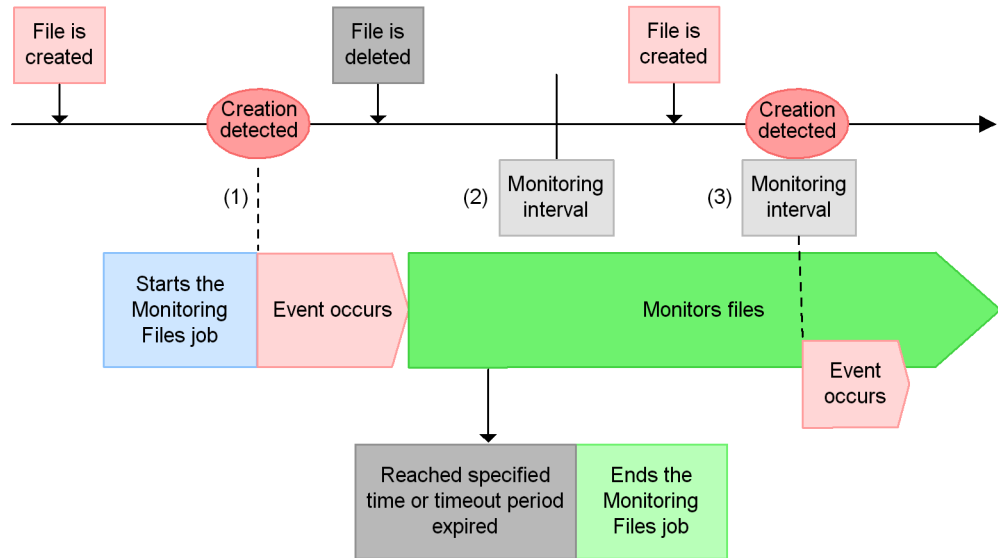 File is
created
File is
deleted
File is
created
Creation
detected
Creation
detected
(1)
(2)
Monitoring
interval
(3)
Monitoring
interval
Starts the
Monitoring
Files job
Event occurs
Monitors files
Event
occurs
Reached specified
time or timeout period
expired
Ends the
Monitoring
Files job